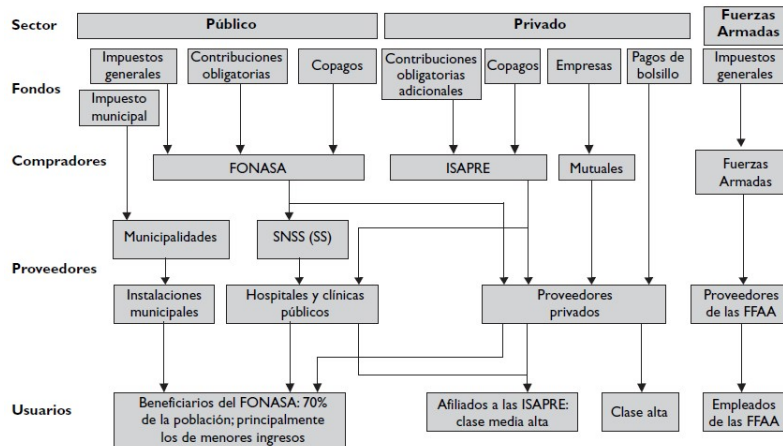 Sector
Público
Privado
Fuerzas
Armadas
Fondos
Impuestos
generales
Contribuciones
obligatorias
Copagos
Contribuciones
obligatorias
adicionales
Copagos
Empresas
Pagos de
bolsillo
Impuestos
generales
Impuesto
municipal
Compradores
FONASA
ISAPRE
Mutuales
Fuerzas
Armadas
Municipalidades
SNSS (SS)
Proveedores
Instalaciones
municipales
Hospitales y clínicas
públicos
Proveedores
privados
Proveedores
de las FFAA
Usuarios
Beneficiarios del FONASA: 70%
de la población; principalmente
los de menores ingresos
Afiliados a las ISAPRE:
clase media alta
Clase alta
Empleados
de las FFAA